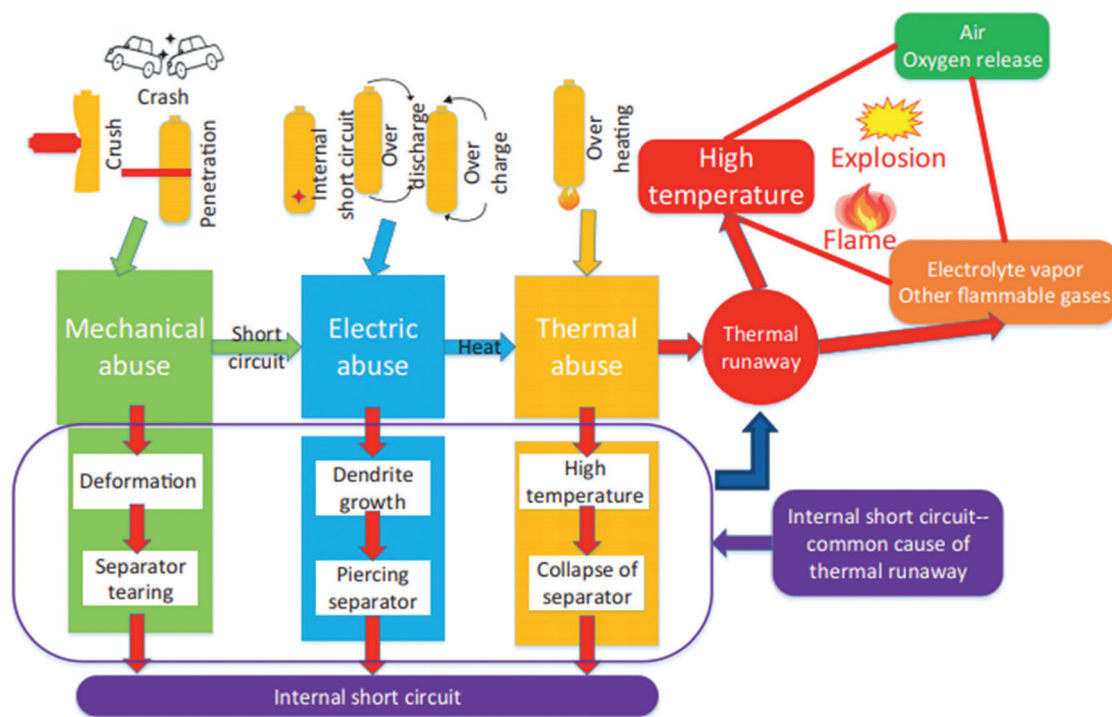 Crash
Crush
Penetration
Internal
short circuit
Over
discharge
Over
charge
Over
heating
Air
Oxygen release
High
temperature
Explosion
Flame
Electrolyte vapor
Other flammable gases
Mechanical
abuse
Short
circuit
Electric
abuse
Heat
Thermal
abuse
Thermal
runaway
Deformation
Separator
tearing
Dendrite
growth
Piercing
separator
High
temperature
Collapse of
separator
Internal short circuit--
common cause of
thermal runaway
Internal short circuit